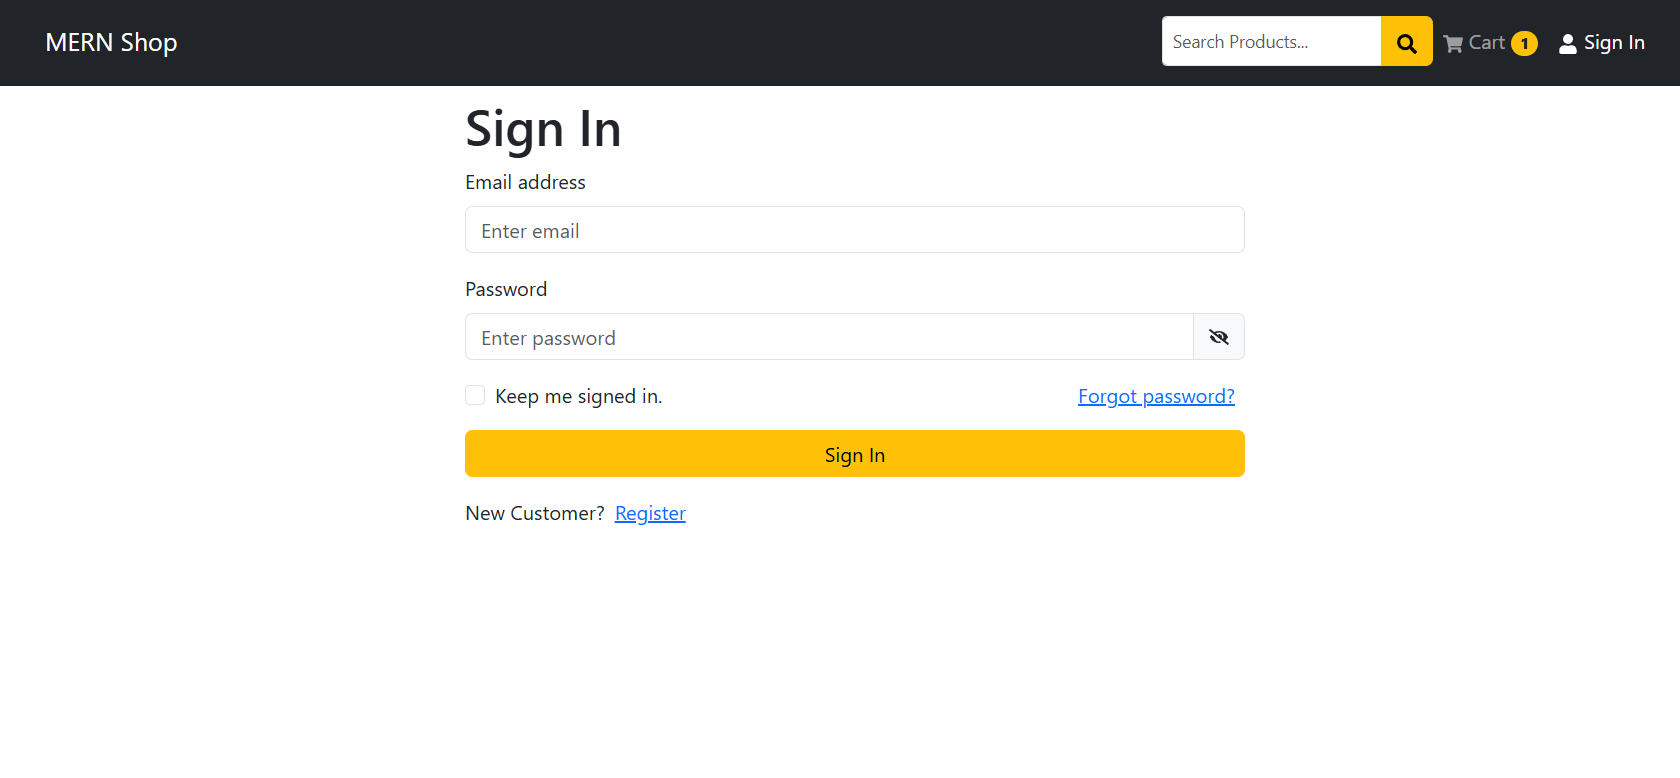 MERN Shop
Search Products...
Cart 1
Sign In
Sign In
Email address
Enter email
Password
Enter password
Keep me signed in.
Forgot password?
Sign In
New Customer? Register